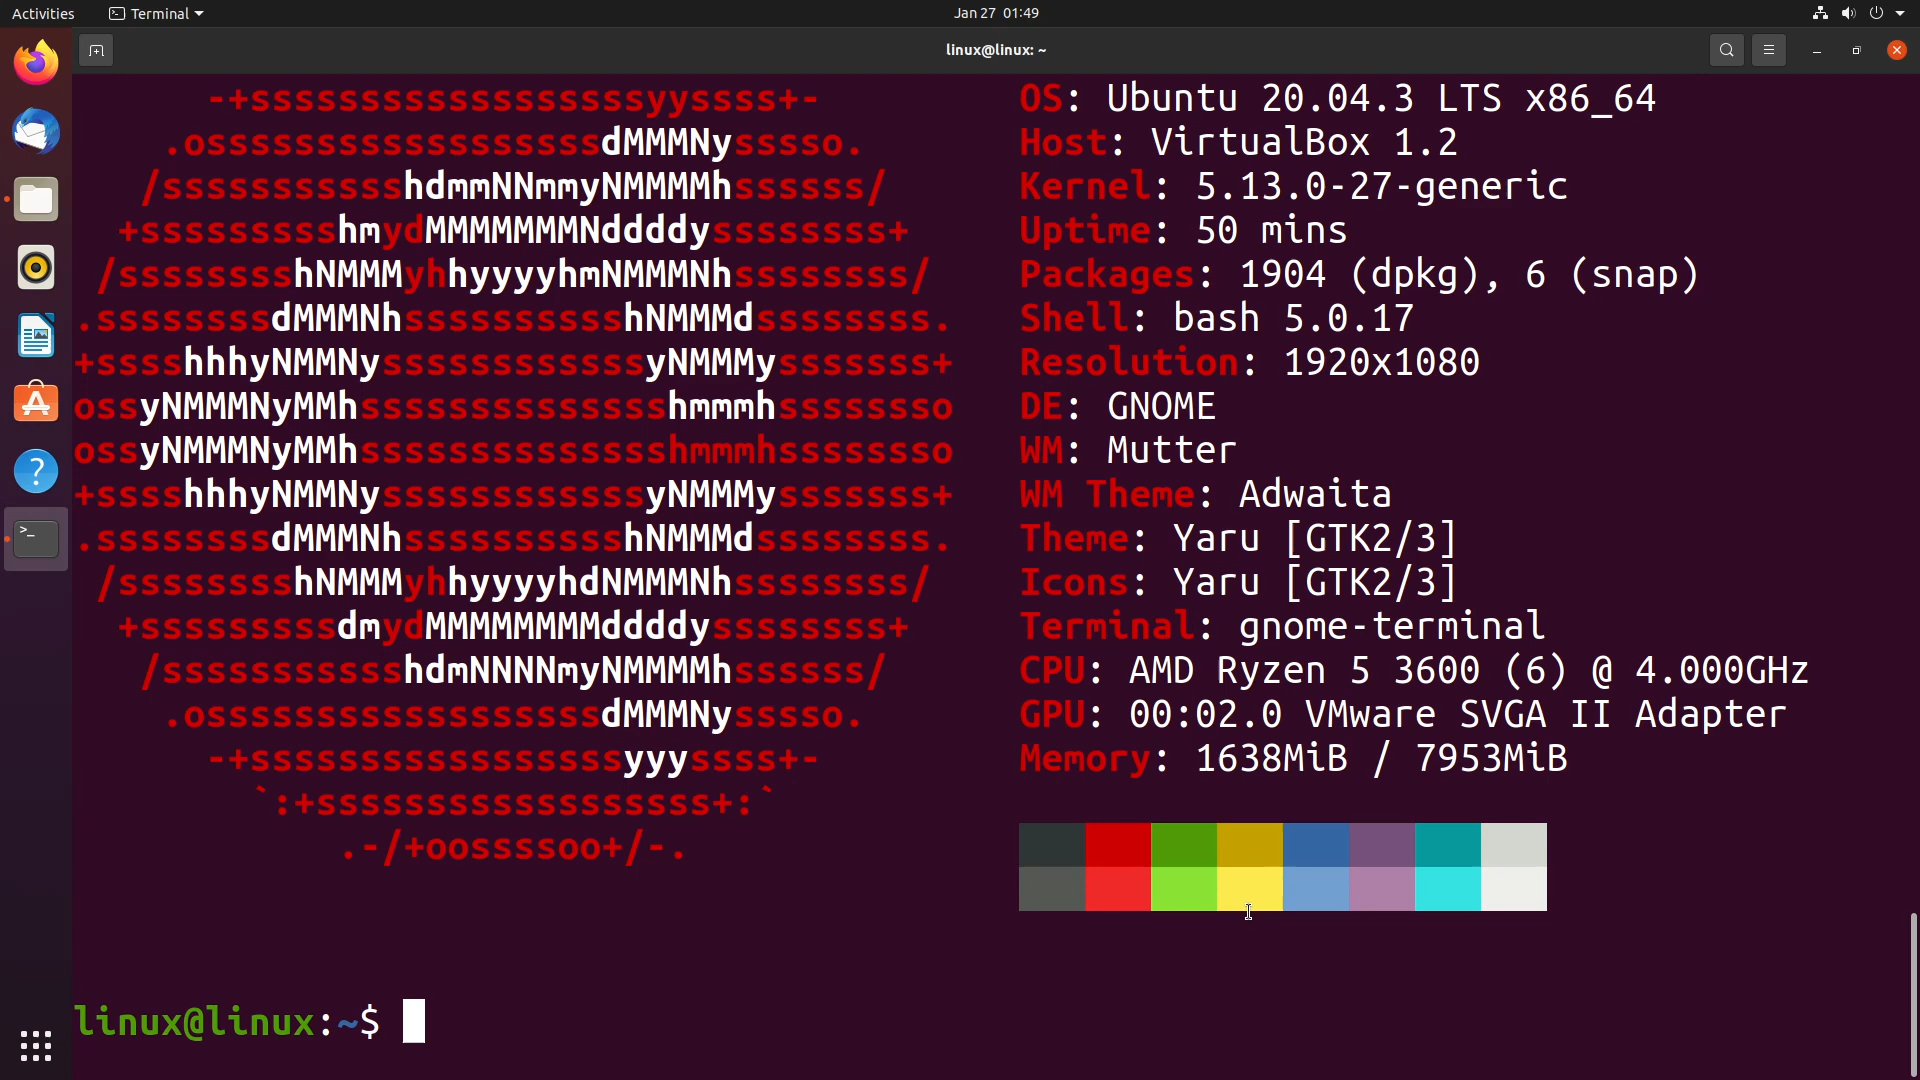 Activities
Terminal
Jan 27 01:49
linux@linux: ~
-+ssssssssssssssssssyyssss+-
.ossssssssssssssssssdMMMNysssso.
/ssssssssssshdmmNNmmyNMMMMhssssss/
+ssssssssshmydMMMMMMMNddddyssssssss+
/sssssssshNMMMyhhyyyyhmNMMMNhssssssss/
.ssssssssdMMMNhsssssssssshNMMMdssssssss.
+sssshhhyNMMNyssssssssssssyNMMMysssssss+
ossyNMMMNyMMhsssssssssssssshmmmhssssssso
ossyNMMMNyMMhsssssssssssssshmmmhssssssso
+sssshhhyNMMNyssssssssssssyNMMMysssssss+
.ssssssssdMMMNhsssssssssshNMMMdssssssss.
/sssssssshNMMMyhhyyyyhdNMMMNhssssssss/
+sssssssssdmydMMMMMMMMddddyssssssss+
/ssssssssssshdmNNNNmyNMMMMhssssss/
.ossssssssssssssssssdMMMNysssso.
-+sssssssssssssssssyyyssss+-
`:+ssssssssssssssssss+:`
.-/+oossssoo+/-.
OS: Ubuntu 20.04.3 LTS x86_64
Host: VirtualBox 1.2
Kernel: 5.13.0-27-generic
Uptime: 50 mins
Packages: 1904 (dpkg), 6 (snap)
Shell: bash 5.0.17
Resolution: 1920x1080
DE: GNOME
WM: Mutter
WM Theme: Adwaita
Theme: Yaru [GTK2/3]
Icons: Yaru [GTK2/3]
Terminal: gnome-terminal
CPU: AMD Ryzen 5 3600 (6) @ 4.000GHz
GPU: 00:02.0 VMware SVGA II Adapter
Memory: 1638MiB / 7953MiB
linux@linux:~$